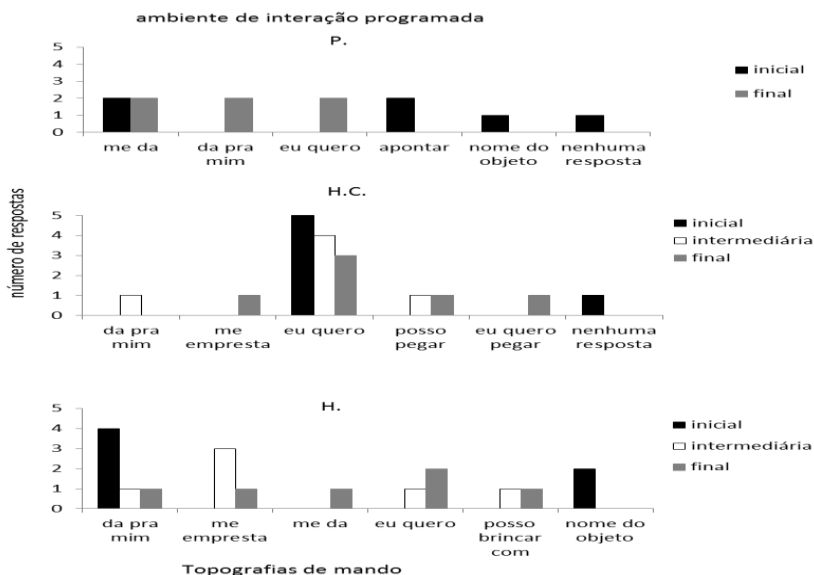 ambiente de interação programada
P.
5
4
3
2
1
0
me da
da pra mim
eu quero
apontar
nome do objeto
nenhuma resposta
inicial
final
número de respostas
H.C.
5
4
3
2
1
0
da pra mim
me empresta
eu quero
posso pegar
eu quero pegar
nenhuma resposta
inicial
intermediária
final
H.
5
4
3
2
1
0
da pra mim
me empresta
me da
eu quero
posso brincar com
nome do objeto
inicial
intermediária
final
Topografias de mando